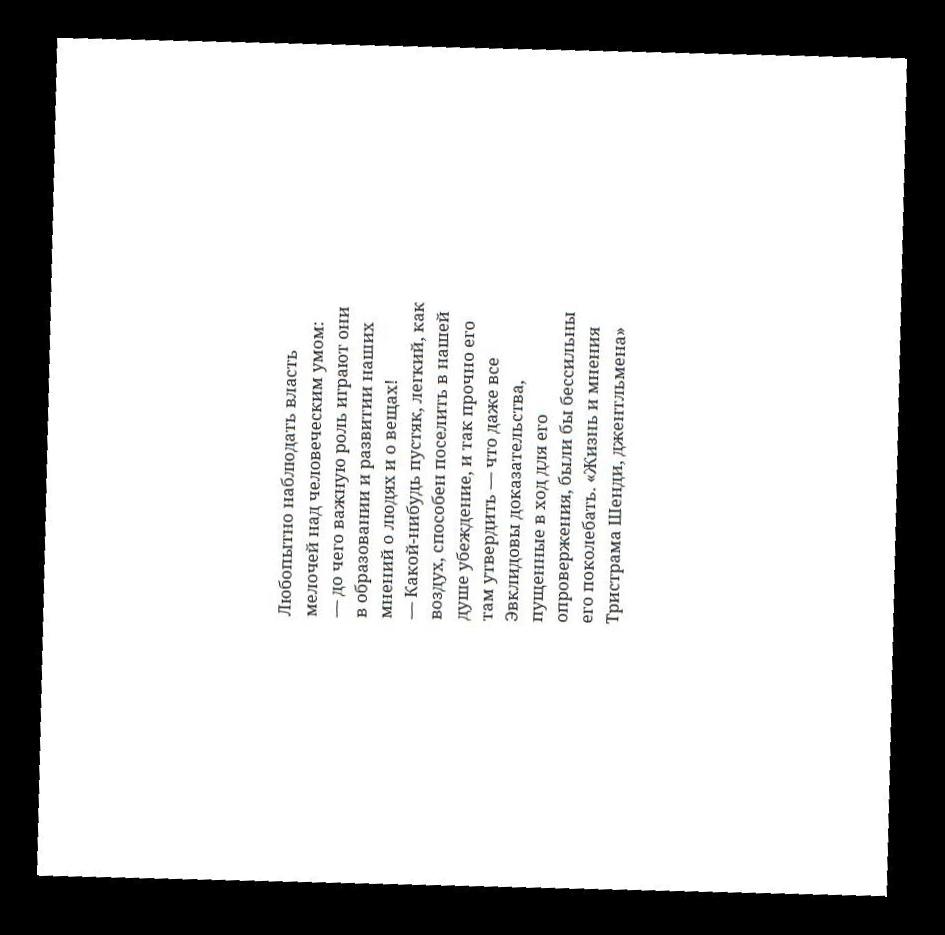 Любопытно наблюдать власть
мелочей над человеческим умом:
— до чего важную роль играют они
в образовании и развитии наших
мнений о людях и о вещах!
— Какой-нибудь пустяк, легкий, как
воздух, способен поселить в нашей
душе убеждение, и так прочно его
там утвердить — что даже все
Эвклидовы доказательства,
пущенные в ход для его
опровержения, были бы бессильны
его поколебать. «Жизнь и мнения
Тристрама Шенди, джентльмена»